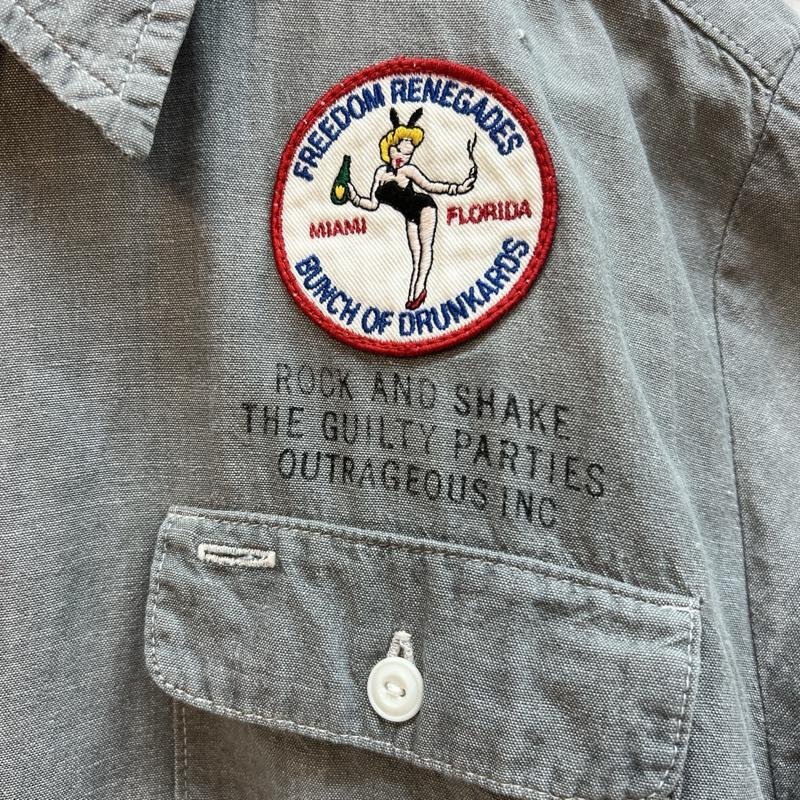 FREEDOM RENEGADES
MIAMI FLORIDA
BUNCH OF DRUNKARDS
ROCK AND SHAKE
THE GUILTY PARTIES
OUTRAGEOUS INC